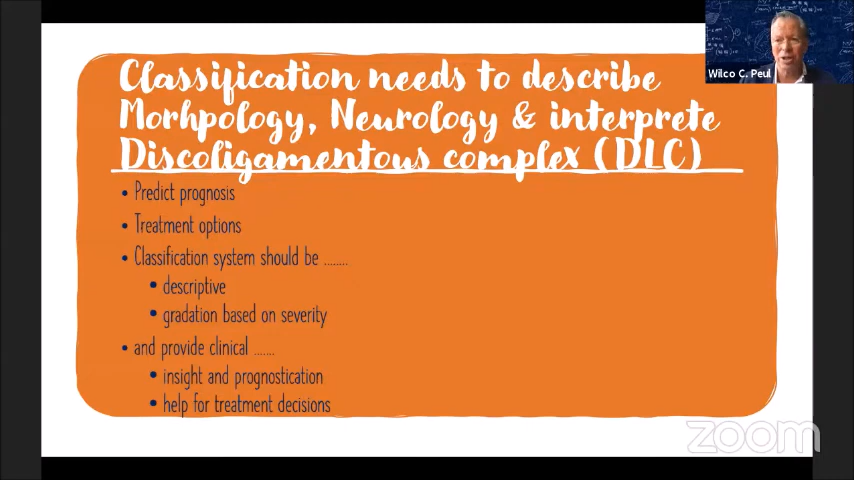 Classification needs to describe
Morhpology, Neurology & interprete
Discoligamentous complex (DLC)
• Predict prognosis
• Treatment options
• Classification system should be ........
• descriptive
• gradation based on severity
• and provide clinical .......
• insight and prognostication
• help for treatment decisions
Wilco C. Peul
zoom